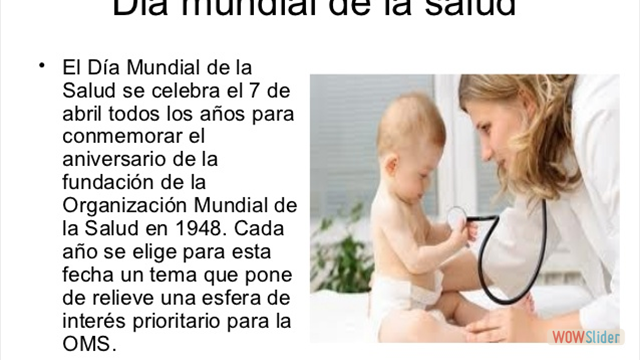 Día mundial de la salud
• El Día Mundial de la
Salud se celebra el 7 de
abril todos los años para
conmemorar el
aniversario de la
fundación de la
Organización Mundial de
la Salud en 1948. Cada
año se elige para esta
fecha un tema que pone
de relieve una esfera de
interés prioritario para la
OMS.
WOWSlider